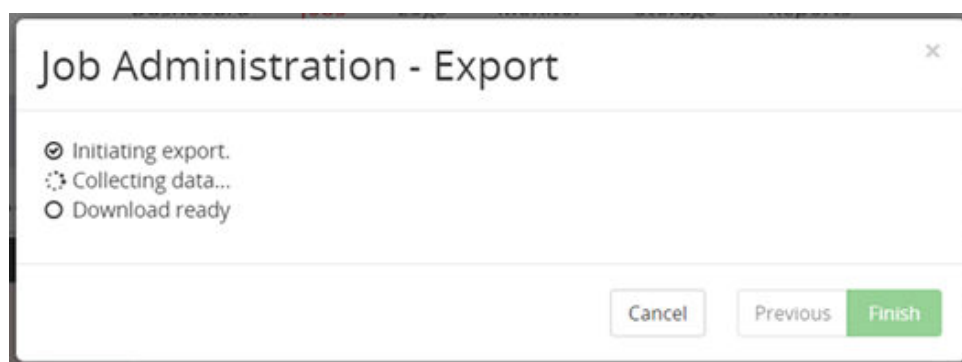 Job Administration - Export
×
Initiating export.
Collecting data...
Download ready
Cancel
Previous
Finish